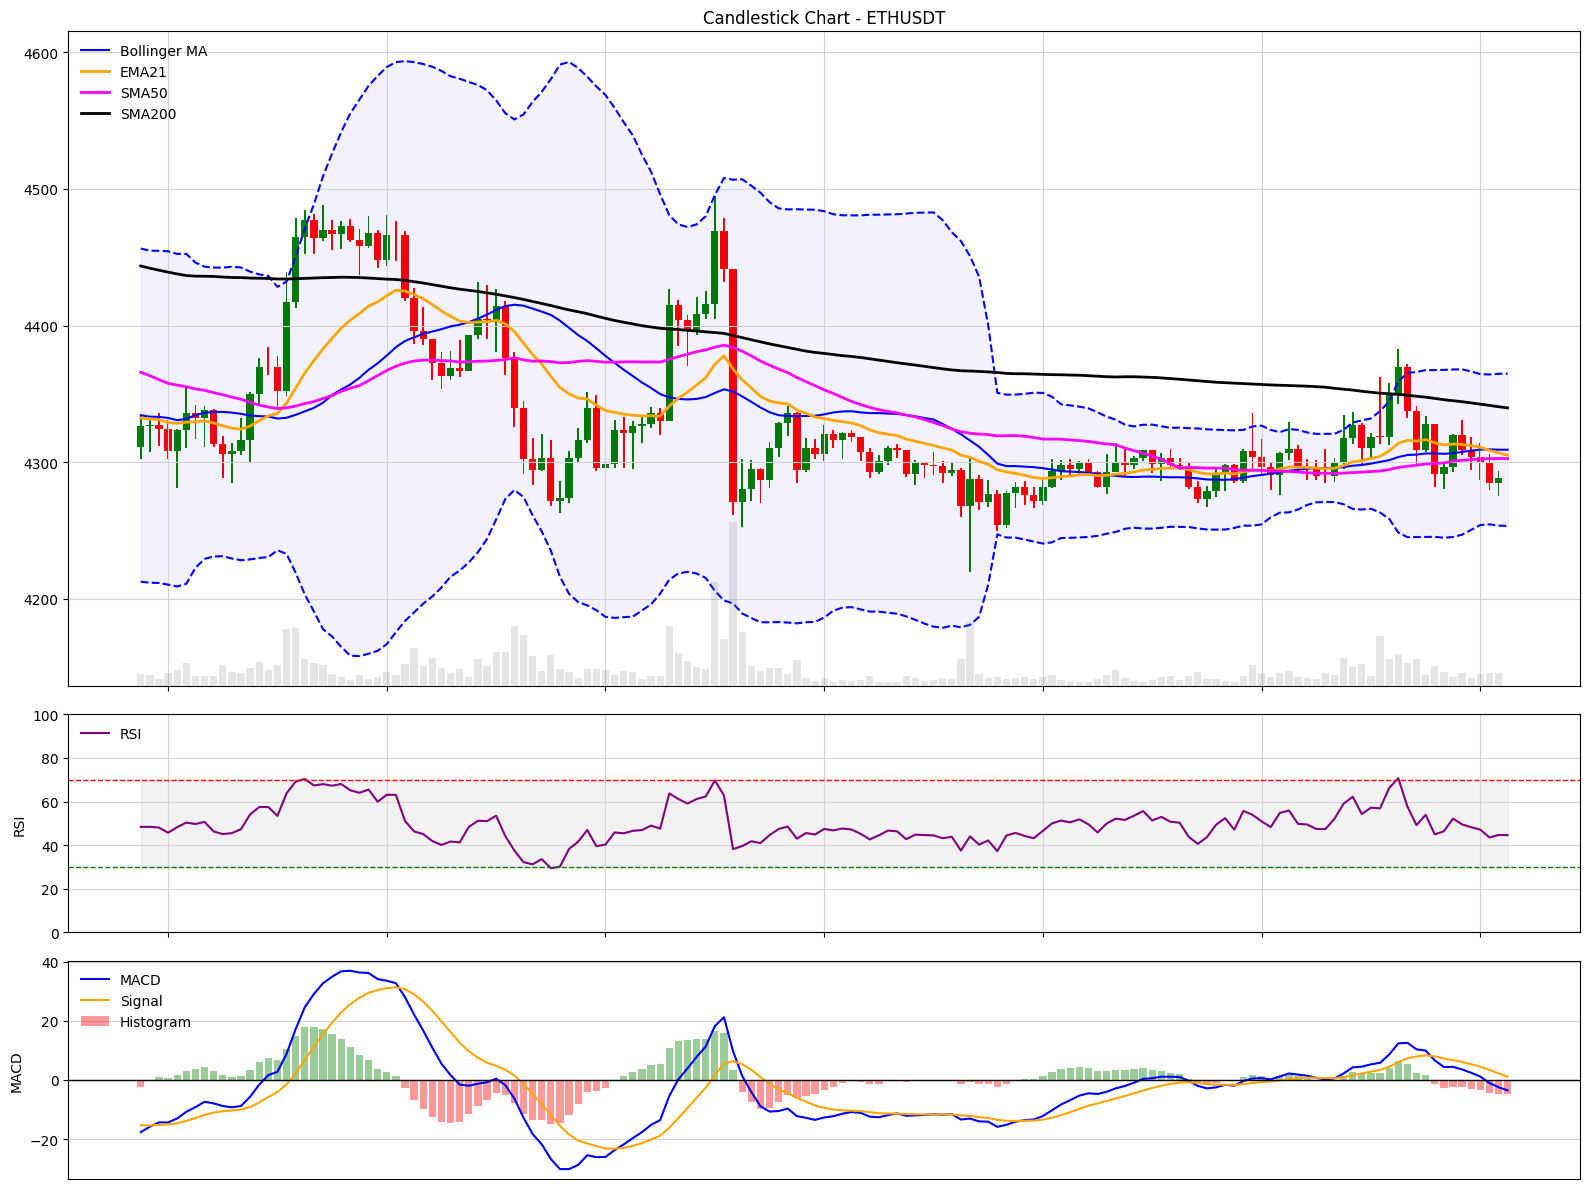 Candlestick Chart - ETHUSDT
4600
4500
4400
4300
4200
Bollinger MA
EMA21
SMA50
SMA200
100
80
60
40
20
0
RSI
RSI
40
20
0
−20
MACD
MACD
Signal
Histogram